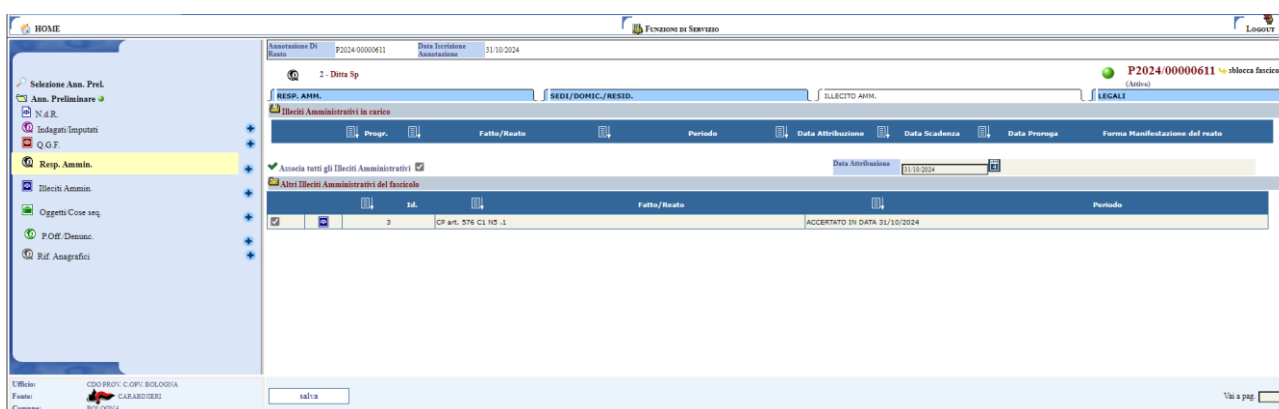 HOME FUNZIONI DI SERVIZIO LOGOUT
Annotazione Di Reato P2024/00000611 Data Iscrizione Annotazione 31/10/2024
2 - Ditta Sp P2024/00000611 sblocca fascico
(Attivo)
RESP. AMM. SEDI/DOMIC./RESID. ILLECITO AMM. LEGALI
Illeciti Amministrativi in carico
Progr. Fatto/Reato Periodo Data Attribuzione Data Scadenza Data Proroga Forma Manifestazione del reato
Associa tutti gli Illeciti Amministrativi Data Attribuzione 31/10/2024
Altri Illeciti Amministrativi del fascicolo
Id. Fatto/Reato Periodo
3 CP art. 576 C1 N5 .1 ACCERTATO IN DATA 31/10/2024
Selezione Ann. Prel.
Ann. Preliminare
N.d.R.
Indagati/Imputati
Q.G.F.
Resp. Ammin.
Illeciti Ammin.
Oggetti/Cose seq.
P.Off./Denunc.
Rif. Anagrafici
Ufficio: CDO PROV. C.OPV. BOLOGNA
Fonte: CARABINIERI
Comune: BOLOGNA
salva Vai a pag.